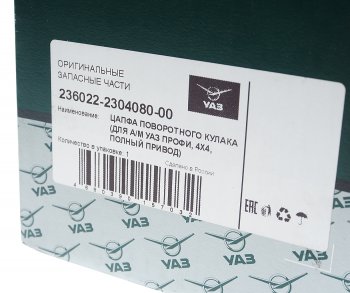 ОРИГИНАЛЬНЫЕ
ЗАПАСНЫЕ ЧАСТИ
УАЗ
236022-2304080-00
Наименование: ЦАПФА ПОВОРОТНОГО КУЛАКА
(ДЛЯ А/М УАЗ ПРОФИ, 4Х4,
ПОЛНЫЙ ПРИВОД)
Количество в упаковке: 1
Сделано в России
EAC
УАЗ
УАЗ
УАЗ